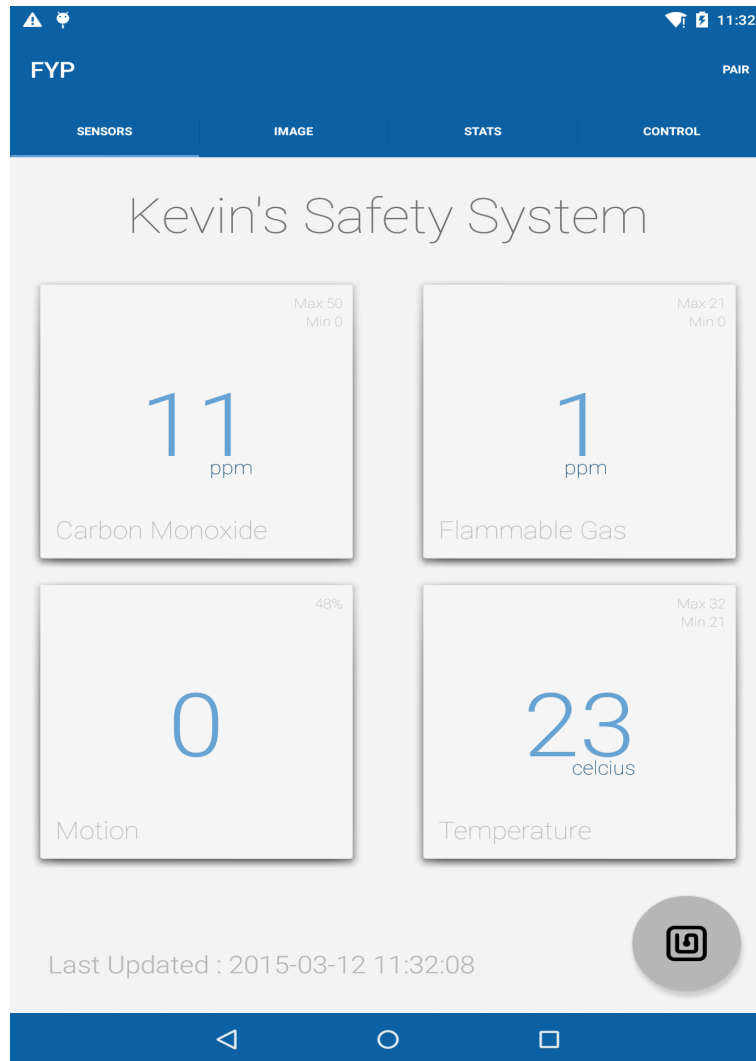 11:32
FYP
PAIR
SENSORS IMAGE STATS CONTROL
Kevin's Safety System
Max 50
Min 0
11
ppm
Carbon Monoxide
Max 21
Min 0
1
ppm
Flammable Gas
48%
0
Motion
Max 32
Min 21
23
celcius
Temperature
Last Updated : 2015-03-12 11:32:08